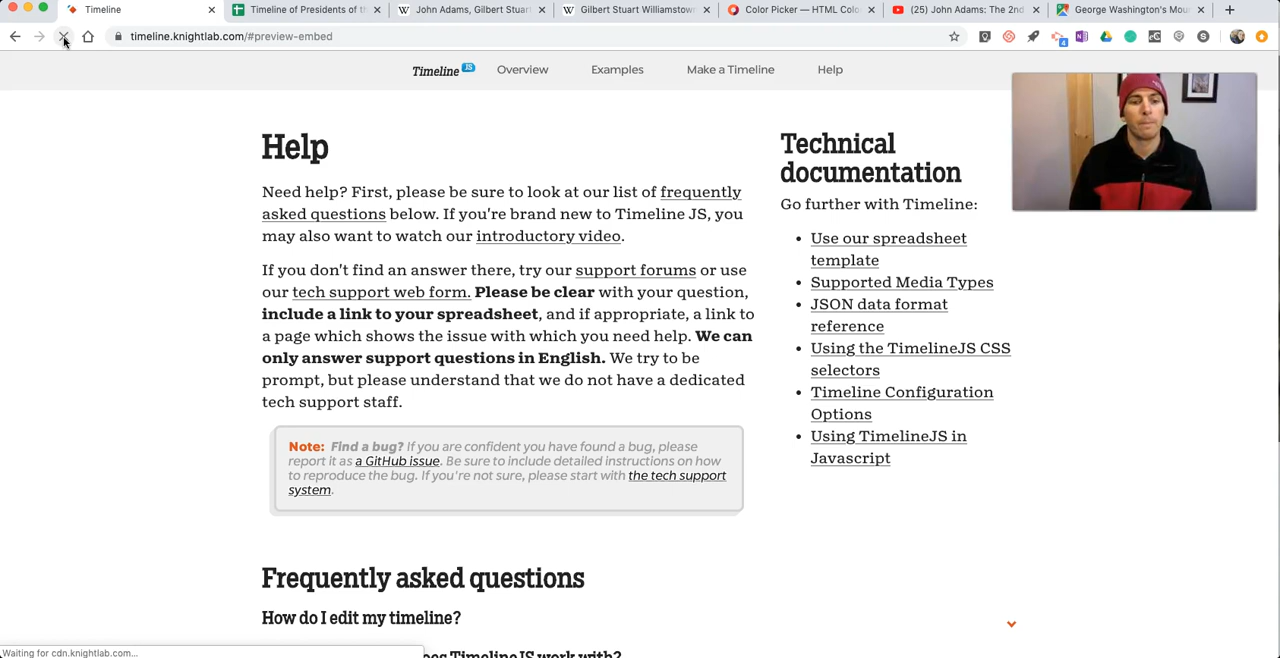 Timeline
Timeline of Presidents of th
John Adams, Gilbert Stuar
Gilbert Stuart Williamstow
Color Picker — HTML Colo
(25) John Adams: The 2nd
George Washington's Mou
timeline.knightlab.com/#preview-embed
4
Timeline JS
Overview
Examples
Make a Timeline
Help
Help
Need help? First, please be sure to look at our list of frequently
asked questions below. If you're brand new to Timeline JS, you
may also want to watch our introductory video.
If you don't find an answer there, try our support forums or use
our tech support web form. Please be clear with your question,
include a link to your spreadsheet, and if appropriate, a link to
a page which shows the issue with which you need help. We can
only answer support questions in English. We try to be
prompt, but please understand that we do not have a dedicated
tech support staff.
Note: Find a bug? If you are confident you have found a bug, please
report it as a GitHub issue. Be sure to include detailed instructions on how
to reproduce the bug. If you're not sure, please start with the tech support
system.
Technical
documentation
Go further with Timeline:
• Use our spreadsheet
template
• Supported Media Types
• JSON data format
reference
• Using the TimelineJS CSS
selectors
• Timeline Configuration
Options
• Using TimelineJS in
Javascript
Frequently asked questions
How do I edit my timeline?
oes TimelineJS work with?
Waiting for cdn.knightlab.com...